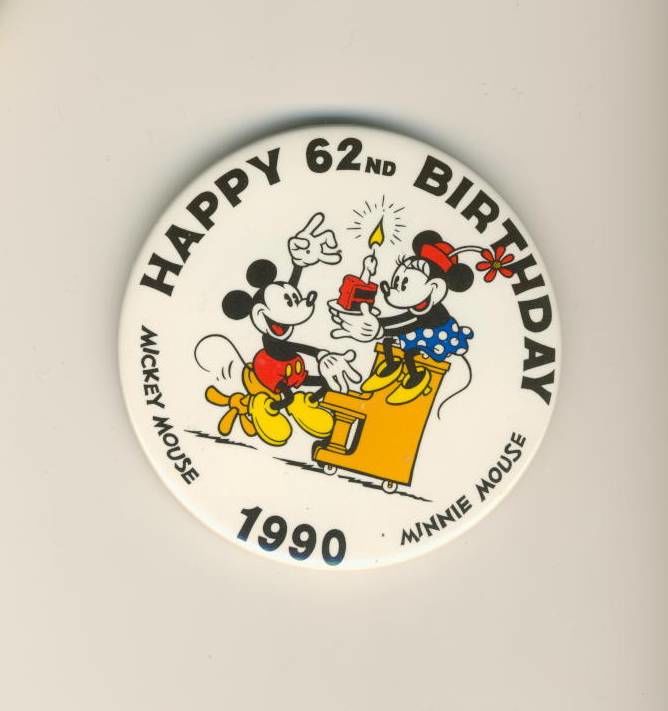 HAPPY 62ND BIRTHDAY
MICKEY MOUSE
MINNIE MOUSE
1990